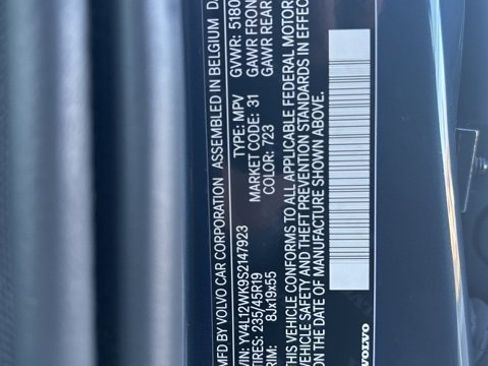 MFD BY VOLVO CAR CORPORATION ASSEMBLED IN BELGIUM
GVWR: 5180
GAWR FRON
GAWR REAR
VIN: YV4L12WK9S2147923 TYPE: MPV
TIRES: 235/45R19 MARKET CODE: 31
RIM: 8Jx19x55 COLOR: 723
THIS VEHICLE CONFORMS TO ALL APPLICABLE FEDERAL MOTOR
VEHICLE SAFETY AND THEFT PREVENTION STANDARDS IN EFFEC
ON THE DATE OF MANUFACTURE SHOWN ABOVE.
VOLVO